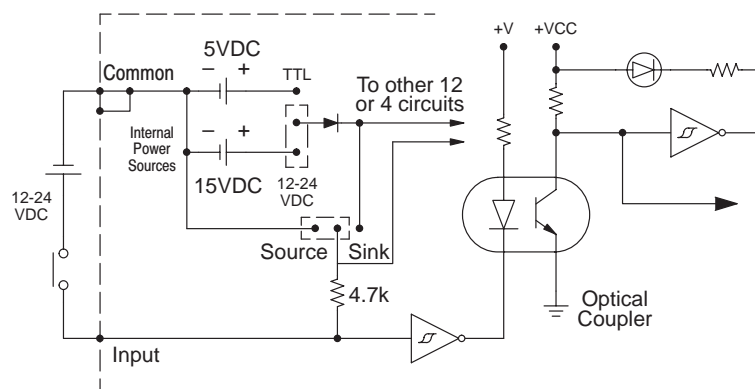 5VDC
+V
+VCC
Common
− +
TTL
To other 12
or 4 circuits
Internal
Power
Sources
− +
15VDC
12-24
VDC
12-24
VDC
Source
Sink
4.7k
Optical
Coupler
Input